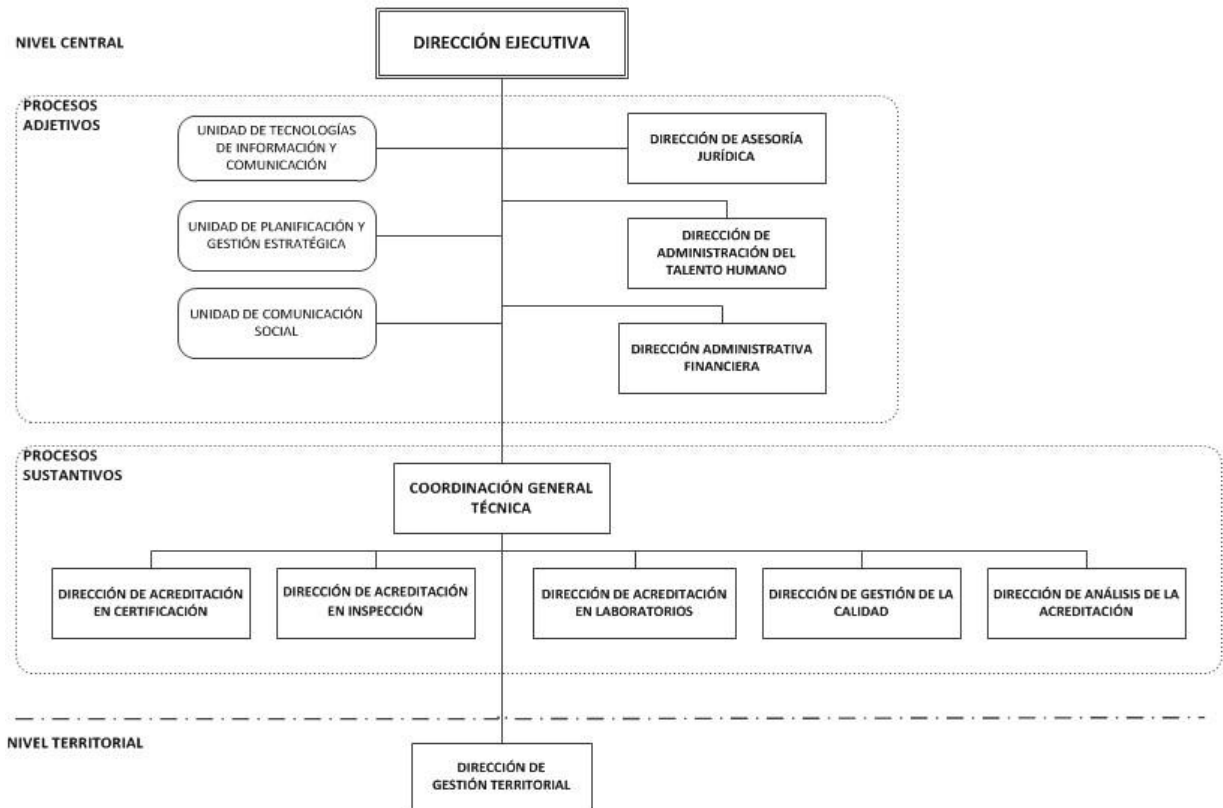 NIVEL CENTRAL
DIRECCIÓN EJECUTIVA
PROCESOS
ADJETIVOS
UNIDAD DE TECNOLOGÍAS
DE INFORMACIÓN Y
COMUNICACIÓN
DIRECCIÓN DE ASESORÍA
JURÍDICA
UNIDAD DE PLANIFICACIÓN Y
GESTIÓN ESTRATÉGICA
DIRECCIÓN DE
ADMINISTRACIÓN DEL
TALENTO HUMANO
UNIDAD DE COMUNICACIÓN
SOCIAL
DIRECCIÓN ADMINISTRATIVA
FINANCIERA
PROCESOS
SUSTANTIVOS
COORDINACIÓN GENERAL
TÉCNICA
DIRECCIÓN DE ACREDITACIÓN
EN CERTIFICACIÓN
DIRECCIÓN DE ACREDITACIÓN
EN INSPECCIÓN
DIRECCIÓN DE ACREDITACIÓN
EN LABORATORIOS
DIRECCIÓN DE GESTIÓN DE LA
CALIDAD
DIRECCIÓN DE ANÁLISIS DE LA
ACREDITACIÓN
NIVEL TERRITORIAL
DIRECCIÓN DE
GESTIÓN TERRITORIAL